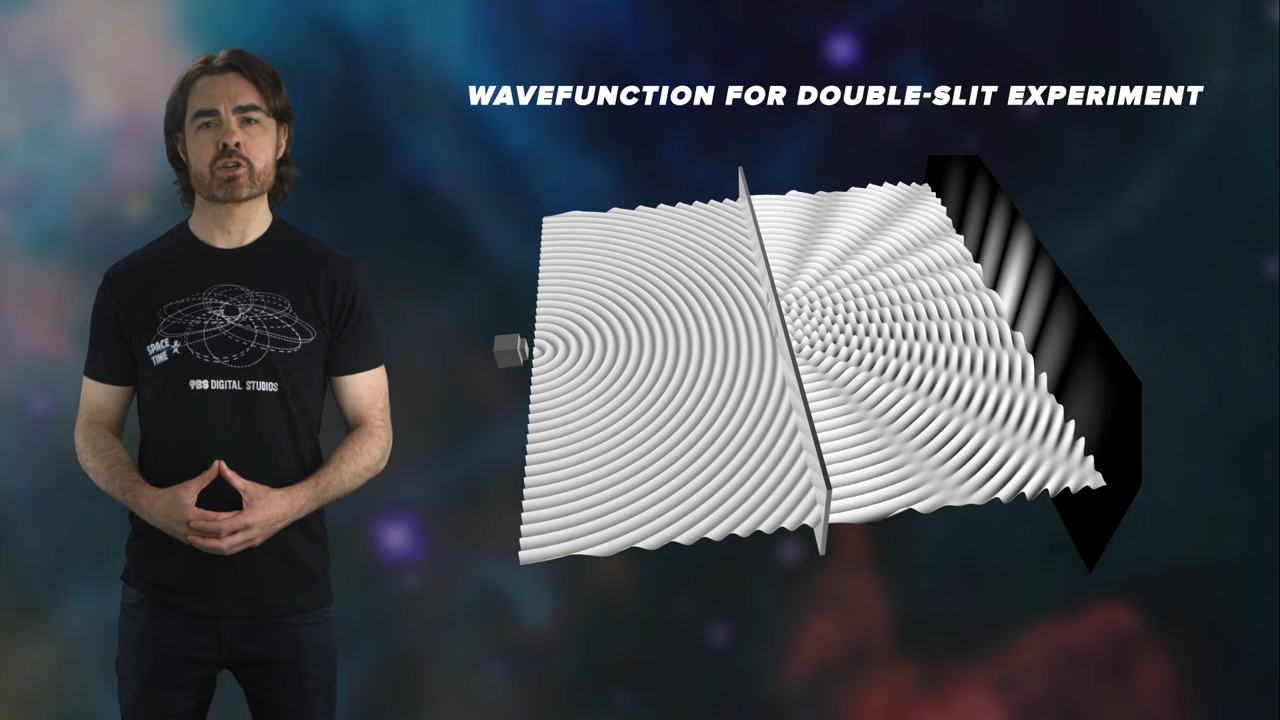 WAVEFUNCTION FOR DOUBLE-SLIT EXPERIMENT
SPACE
TIME
PBS DIGITAL STUDIOS